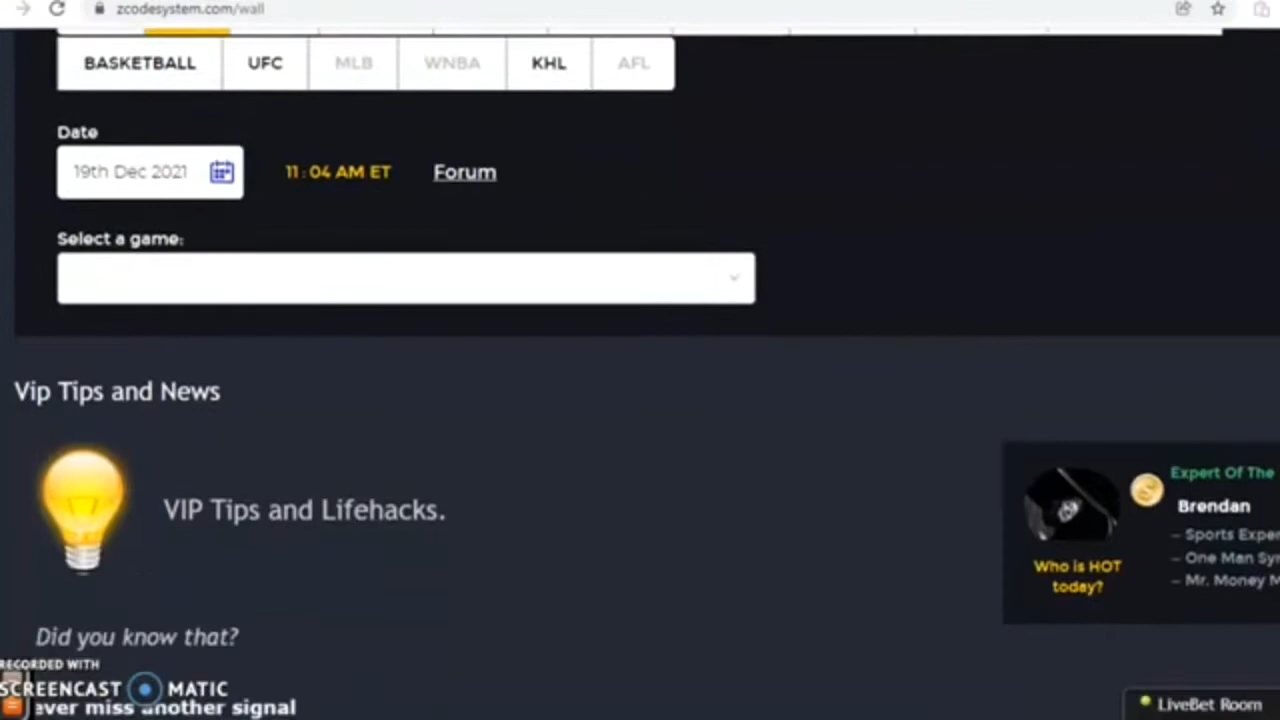 zcodesystem.com/wall
BASKETBALL UFC MLB WNBA KHL AFL
Date
19th Dec 2021 11:04 AM ET Forum
Select a game:
Vip Tips and News
VIP Tips and Lifehacks.
Expert Of The
Brendan
– Sports Exper
– One Man Syn
– Mr. Money M
Who is HOT
today?
Did you know that?
RECORDED WITH
SCREENCAST MATIC
ever miss another signal
LiveBet Room